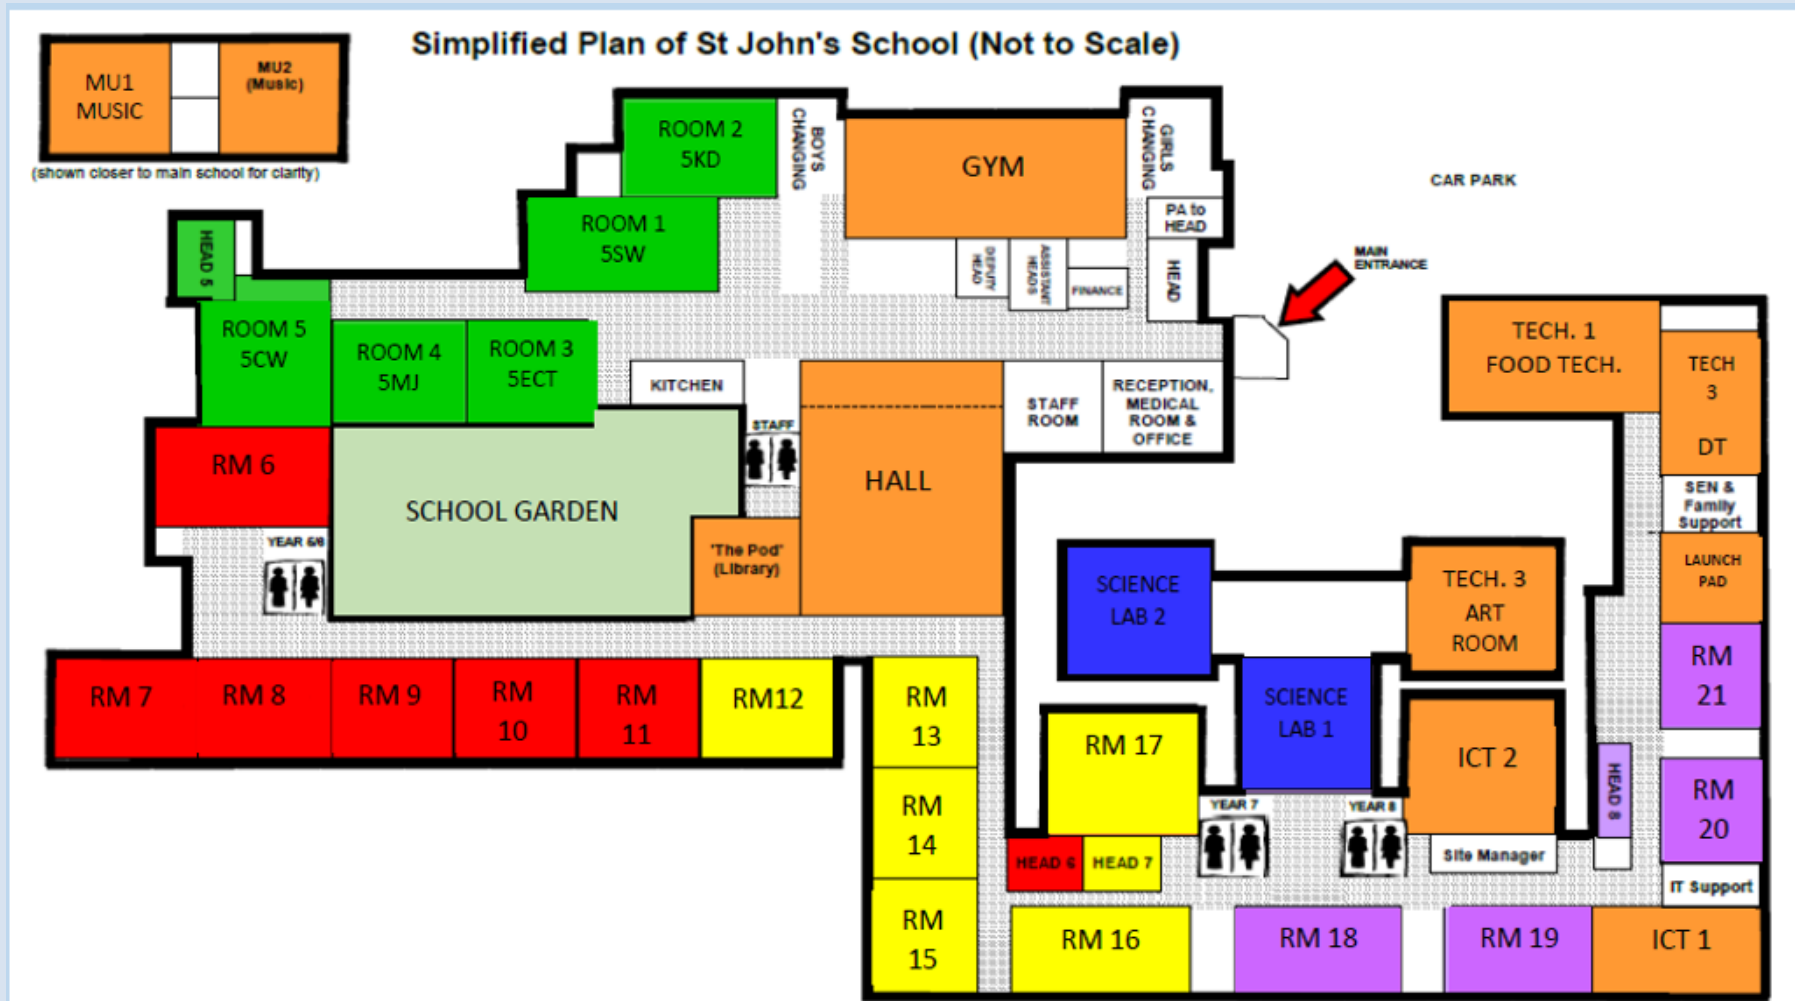 Simplified Plan of St John's School (Not to Scale)
MU1
MUSIC
MU2
(Music)
(shown closer to main school for clarity)
ROOM 2
5KD
BOYS
CHANGING
GYM
GIRLS
CHANGING
CAR PARK
PA to
HEAD
ROOM 1
5SW
HEAD 5
DEPUTY
HEAD
ASSISTANT
HEADS
FINANCE
HEAD
MAIN
ENTRANCE
ROOM 5
5CW
ROOM 4
5MJ
ROOM 3
5ECT
KITCHEN
STAFF
ROOM
RECEPTION,
MEDICAL
ROOM &
OFFICE
TECH. 1
FOOD TECH.
TECH
3
DT
STAFF
RM 6
SCHOOL GARDEN
HALL
SEN &
Family
Support
YEAR 5/6
'The Pod'
(Library)
SCIENCE
LAB 2
TECH. 3
ART
ROOM
LAUNCH
PAD
RM 7
RM 8
RM 9
RM
10
RM
11
RM12
RM
13
SCIENCE
LAB 1
RM
21
RM 17
ICT 2
HEAD 8
RM
20
RM
14
YEAR 7
YEAR 8
HEAD 6
HEAD 7
Site Manager
IT Support
RM
15
RM 16
RM 18
RM 19
ICT 1